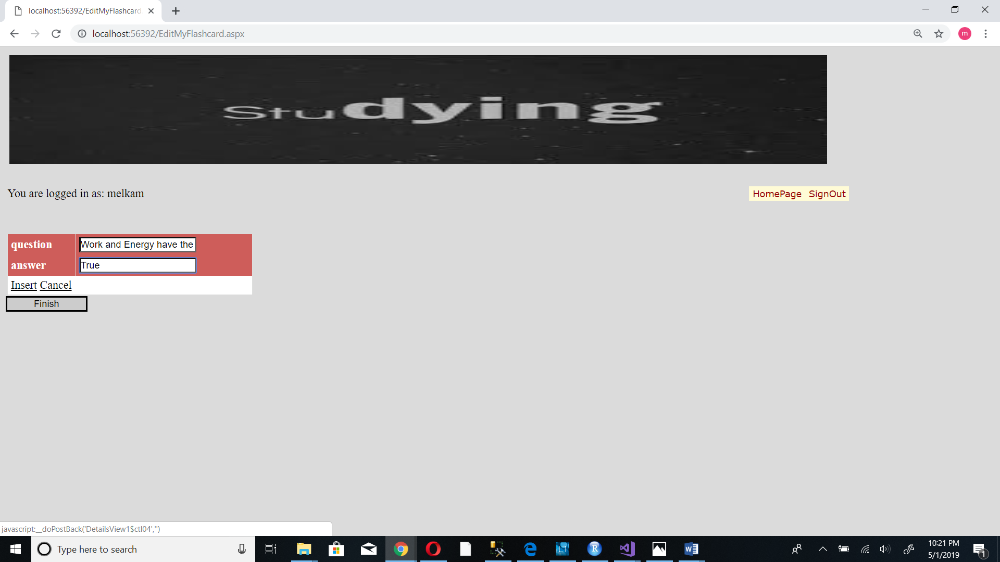 localhost:56392/EditMyFlashcard
localhost:56392/EditMyFlashcard.aspx
m
Studying
You are logged in as: melkam
HomePage SignOut
question Work and Energy have the
answer True
Insert Cancel
Finish
javascript:__doPostBack('DetailsView1$ctl04','')
Type here to search
10:21 PM
5/1/2019
1